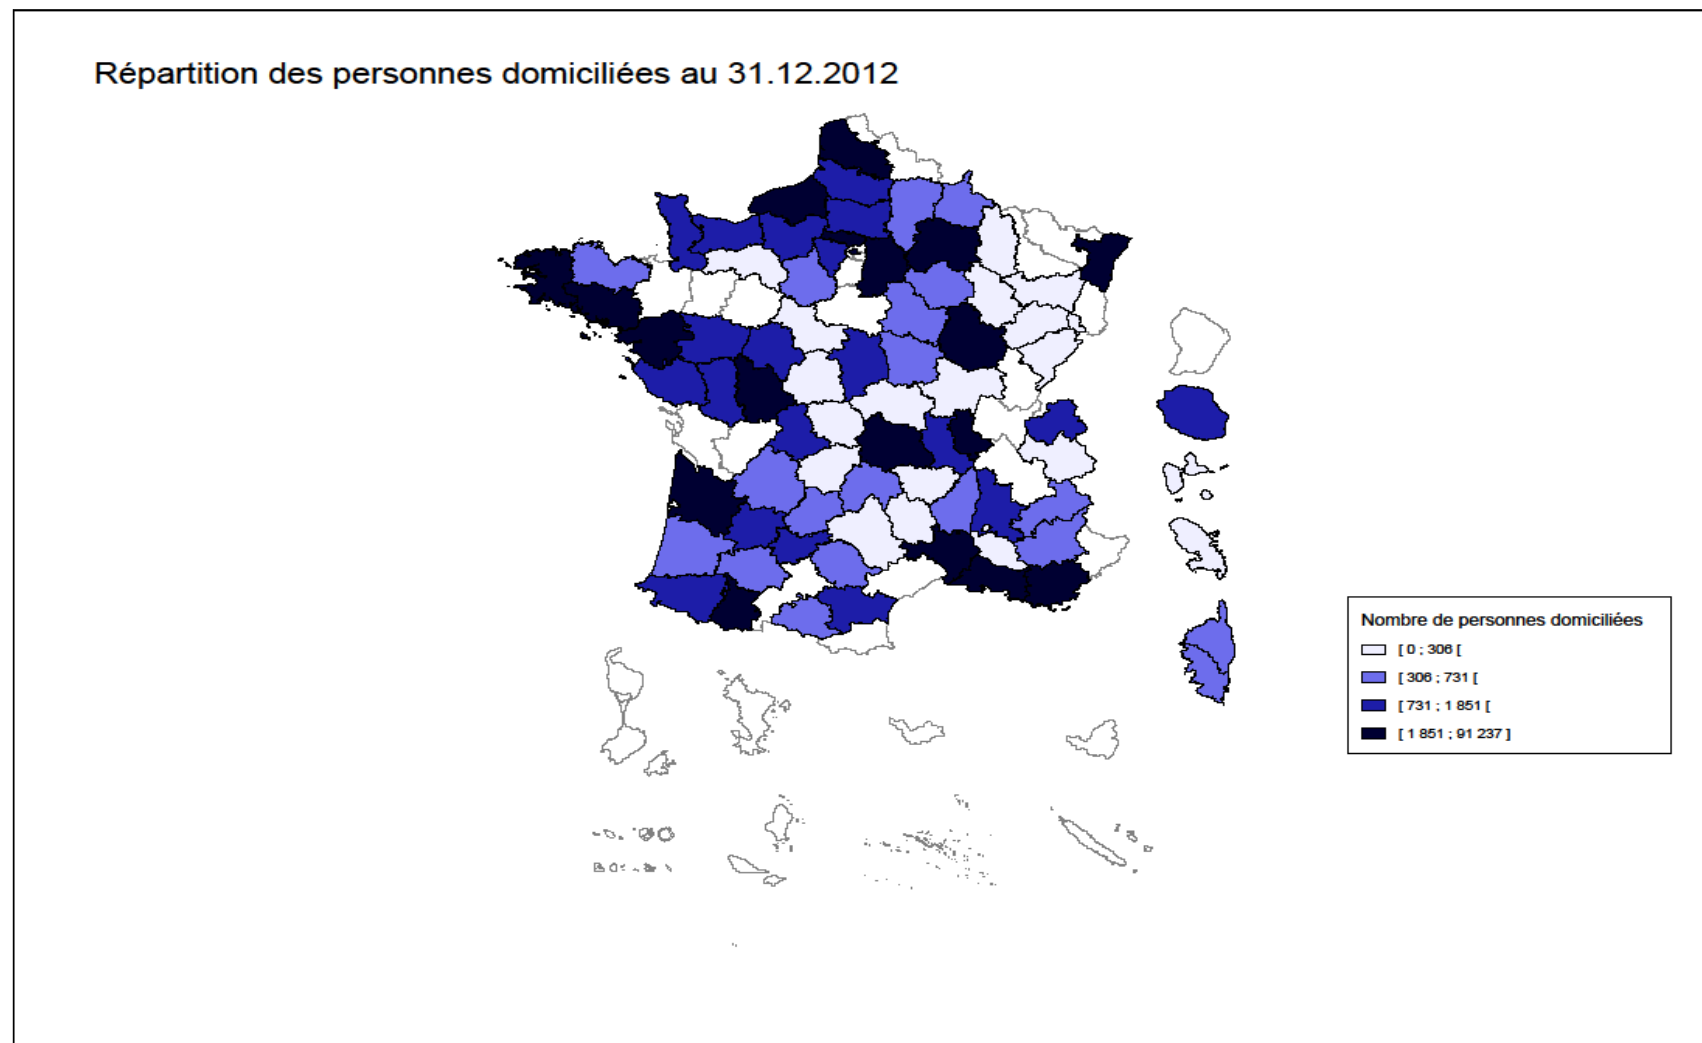 Répartition des personnes domiciliées au 31.12.2012
Nombre de personnes domiciliées
[ 0 ; 306 [
[ 306 ; 731 [
[ 731 ; 1 851 [
[ 1 851 ; 91 237 ]